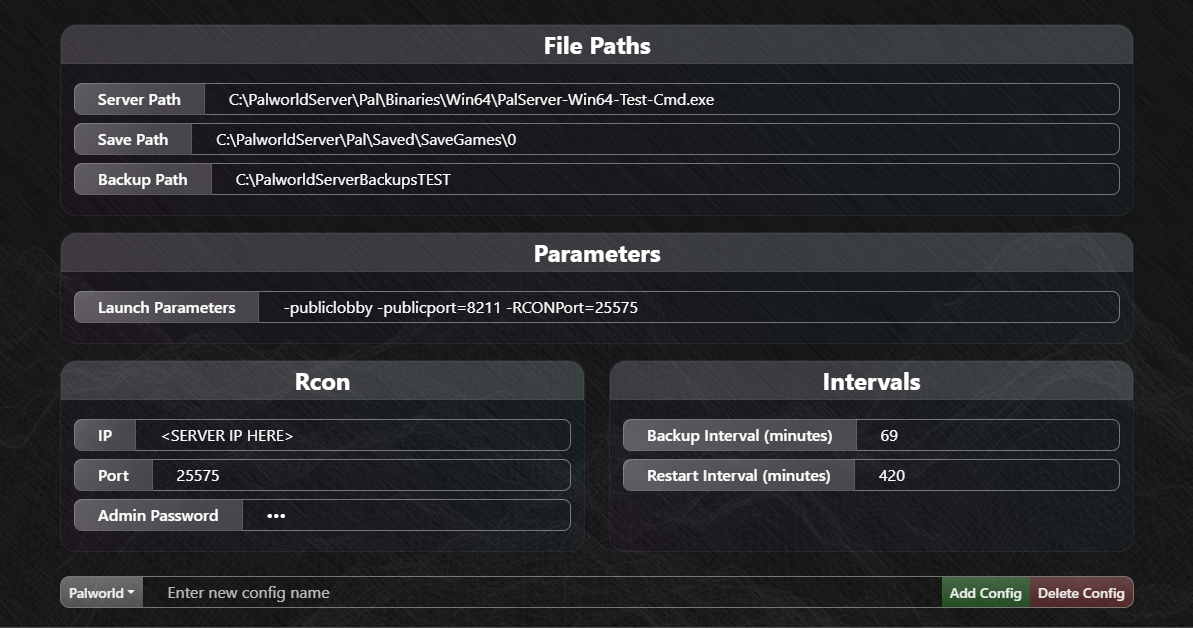 File Paths
Server Path C:\PalworldServer\Pal\Binaries\Win64\PalServer-Win64-Test-Cmd.exe
Save Path C:\PalworldServer\Pal\Saved\SaveGames\0
Backup Path C:\PalworldServerBackupsTEST
Parameters
Launch Parameters -publiclobby -publicport=8211 -RCONPort=25575
Rcon
IP <SERVER IP HERE>
Port 25575
Admin Password •••
Intervals
Backup Interval (minutes) 69
Restart Interval (minutes) 420
Palworld Enter new config name Add Config Delete Config